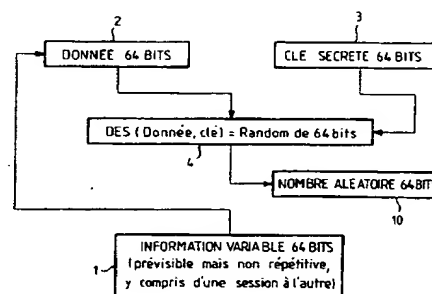 2
3
DONNÉE 64 BITS
CLE SECRETE 64 BITS
DES (Donnée, clé) = Random de 64 bits
4
NOMBRE ALEATOIRE 64 BIT
10
INFORMATION VARIABLE 64 BITS
1
(prévisible mais non répétitive,
y compris d'une session à l'autre)